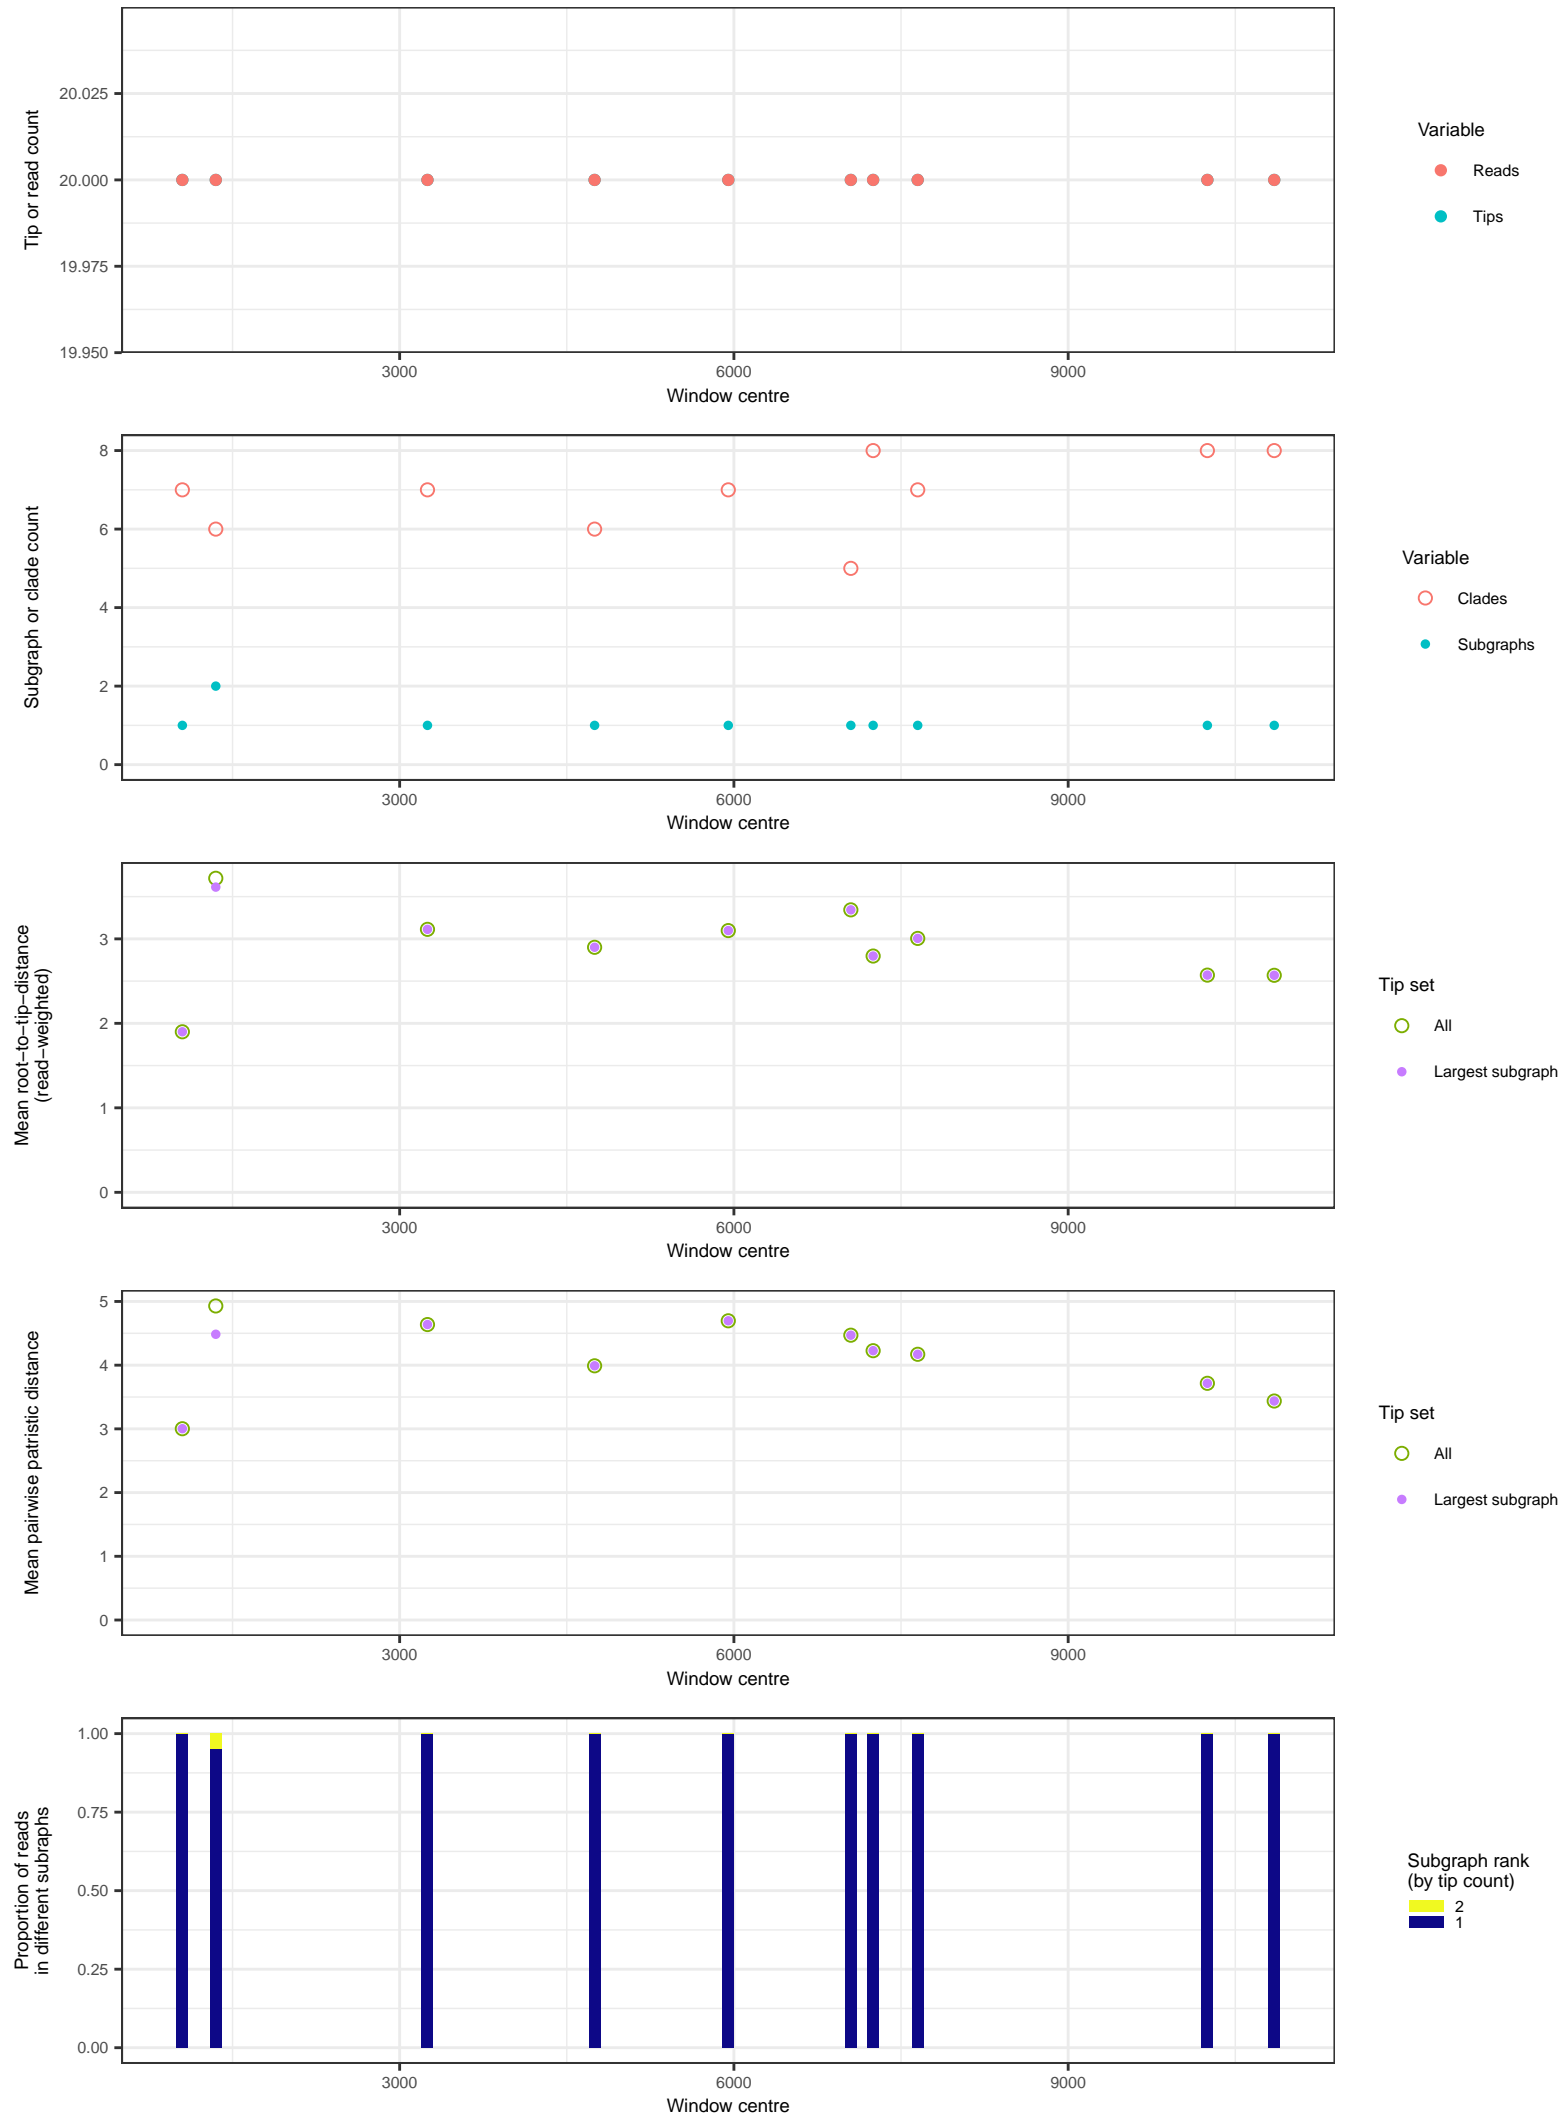 Tip or read count
20.025
20.000
19.975
19.950
3000
6000
9000
Window centre
Variable
Reads
Tips
Subgraph or clade count
8
6
4
2
0
3000
6000
9000
Window centre
Variable
Clades
Subgraphs
Mean root−to−tip−distance
(read−weighted)
3
2
1
0
3000
6000
9000
Window centre
Tip set
All
Largest subgraph
Mean pairwise patristic distance
5
4
3
2
1
0
3000
6000
9000
Window centre
Tip set
All
Largest subgraph
Proportion of reads
in different subraphs
1.00
0.75
0.50
0.25
0.00
3000
6000
9000
Window centre
Subgraph rank
(by tip count)
2
1